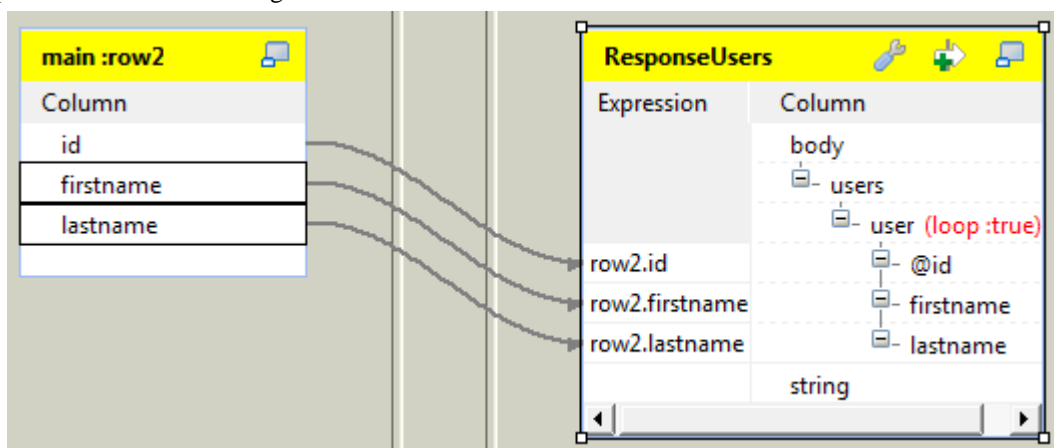 main :row2
Column
id
firstname
lastname
ResponseUsers
Expression Column
body
users
user (loop :true)
row2.id @id
row2.firstname firstname
row2.lastname lastname
string